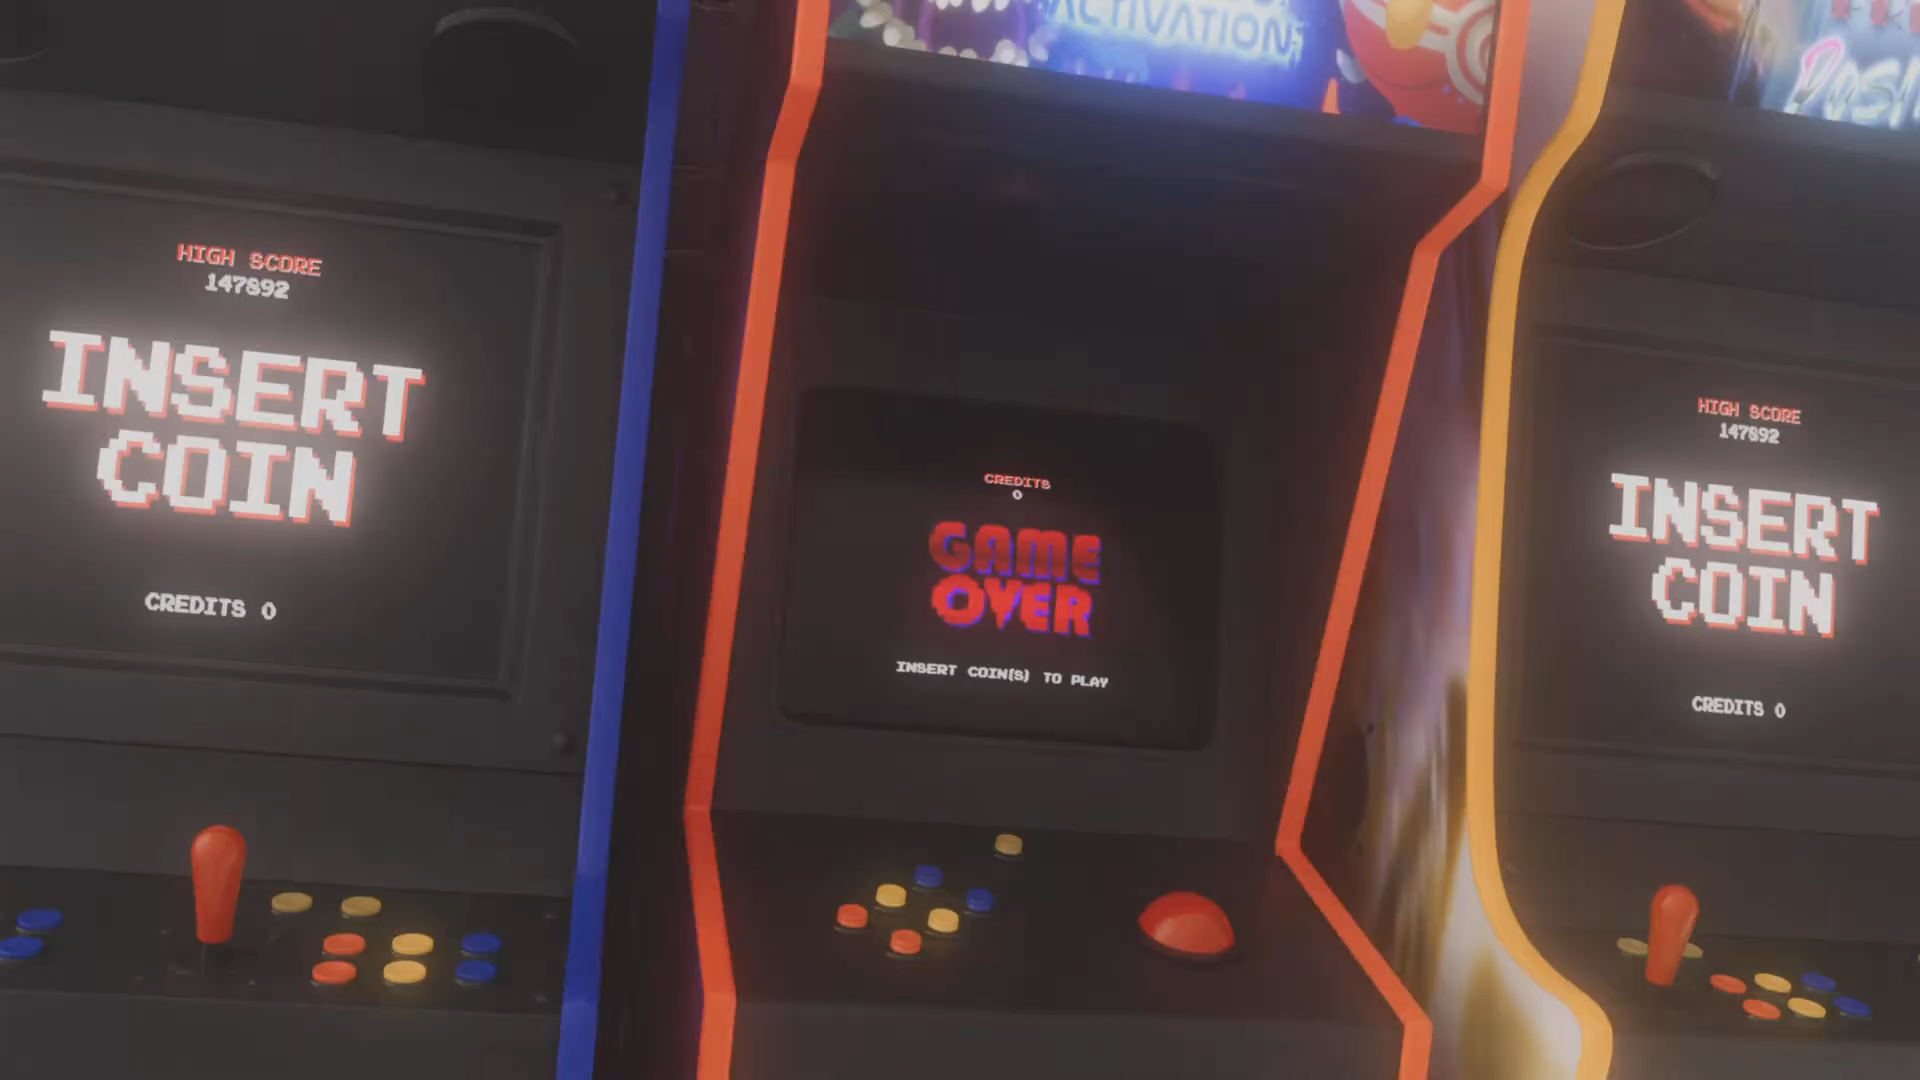 ACTIVATION
HIGH SCORE
147892
INSERT
COIN
CREDITS 0
CREDITS
0
GAME
OVER
INSERT COIN(S) TO PLAY
HIGH SCORE
147892
INSERT
COIN
CREDITS 0